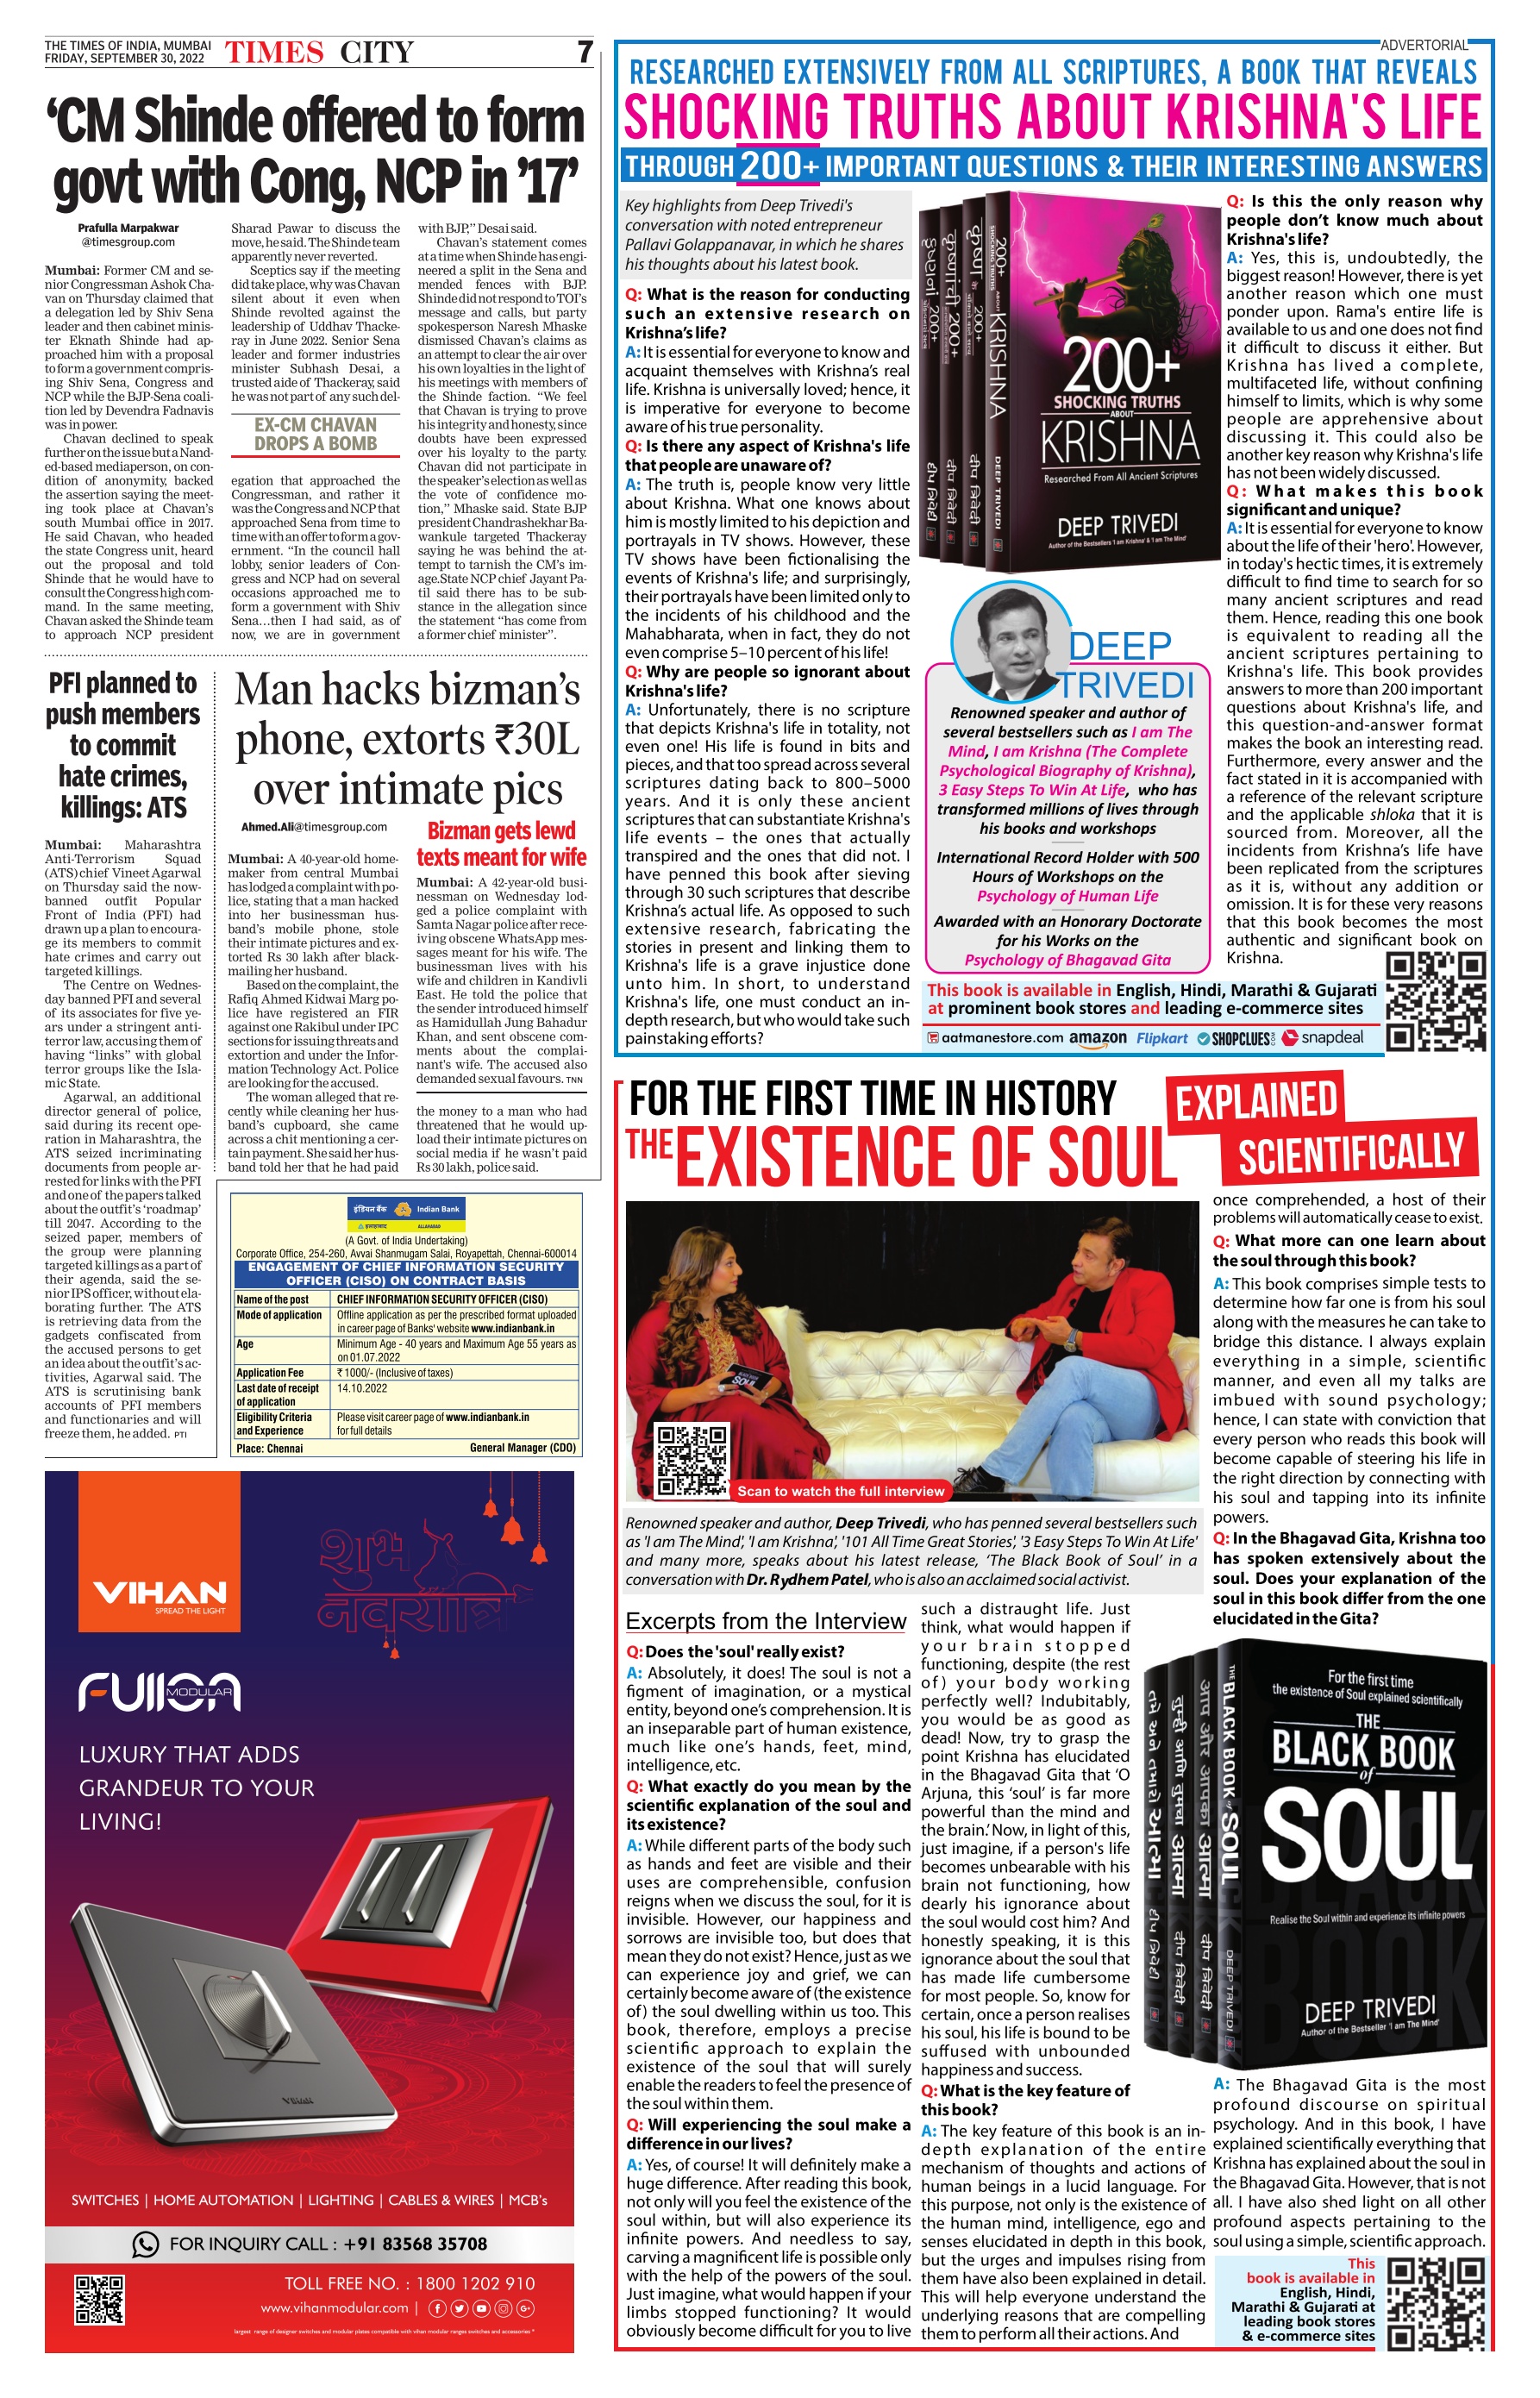 THE TIMES OF INDIA, MUMBAI
FRIDAY, SEPTEMBER 30, 2022
TIMES CITY
7
‘CM Shinde offered to form
govt with Cong, NCP in ’17’
Prafulla Marpakwar
@timesgroup.com
Mumbai: Former CM and se-
nior Congressman Ashok Cha-
van on Thursday claimed that
a delegation led by Shiv Sena
leader and then cabinet minis-
ter Eknath Shinde had ap-
proached him with a proposal
to form a government compris-
ing Shiv Sena, Congress and
NCP while the BJP-Sena coali-
tion led by Devendra Fadnavis
was in power.
Chavan declined to speak
further on the issue but a Nand-
ed-based mediaperson, on con-
dition of anonymity, backed
the assertion saying the meet-
ing took place at Chavan’s
south Mumbai office in 2017.
He said Chavan, who headed
the state Congress unit, heard
out the proposal and told
Shinde that he would have to
consult the Congress high com-
mand. In the same meeting,
Chavan asked the Shinde team
to approach NCP president
Sharad Pawar to discuss the
move, he said. The Shinde team
apparently never reverted.
Sceptics say if the meeting
did take place, why was Chavan
silent about it even when
Shinde revolted against the
leadership of Uddhav Thacke-
ray in June 2022. Senior Sena
leader and former industries
minister Subhash Desai, a
trusted aide of Thackeray, said
he was not part of any such del-
EX-CM CHAVAN
DROPS A BOMB
egation that approached the
Congressman, and rather it
was the Congress and NCP that
approached Sena from time to
time with an offer to form a gov-
ernment. “In the council hall
lobby, senior leaders of Con-
gress and NCP had on several
occasions approached me to
form a government with Shiv
Sena...then I had said, as of
now, we are in government
with BJP,” Desai said.
Chavan’s statement comes
at a time when Shinde has engi-
neered a split in the Sena and
mended fences with BJP.
Shinde did not respond to TOI’s
message and calls, but party
spokesperson Naresh Mhaske
dismissed Chavan’s claims as
an attempt to clear the air over
his own loyalties in the light of
his meetings with members of
the Shinde faction. “We feel
that Chavan is trying to prove
his integrity and honesty, since
doubts have been expressed
over his loyalty to the party.
Chavan did not participate in
the speaker’s election as well as
the vote of confidence mo-
tion,” Mhaske said. State BJP
president Chandrashekhar Ba-
wankule targeted Thackeray
saying he was behind the at-
tempt to tarnish the CM’s im-
age.State NCP chief Jayant Pa-
til said there has to be sub-
stance in the allegation since
the statement “has come from
a former chief minister”.
PFI planned to
push members
to commit
hate crimes,
killings: ATS
Mumbai: Maharashtra
Anti-Terrorism Squad
(ATS) chief Vineet Agarwal
on Thursday said the now-
banned outfit Popular
Front of India (PFI) had
drawn up a plan to encoura-
ge its members to commit
hate crimes and carry out
targeted killings.
The Centre on Wednes-
day banned PFI and several
of its associates for five ye-
ars under a stringent anti-
terror law, accusing them of
having “links” with global
terror groups like the Isla-
mic State.
Agarwal, an additional
director general of police,
said during its recent ope-
ration in Maharashtra, the
ATS seized incriminating
documents from people ar-
rested for links with the PFI
and one of the papers talked
about the outfit’s ‘roadmap’
till 2047. According to the
seized paper, members of
the group were planning
targeted killings as a part of
their agenda, said the se-
nior IPS officer, without ela-
borating further. The ATS
is retrieving data from the
gadgets confiscated from
the accused persons to get
an idea about the outfit’s ac-
tivities, Agarwal said. The
ATS is scrutinising bank
accounts of PFI members
and functionaries and will
freeze them, he added. PTI
Man hacks bizman’s
phone, extorts ₹30L
over intimate pics
Ahmed.Ali@timesgroup.com
Mumbai: A 40-year-old home-
maker from central Mumbai
has lodged a complaint with po-
lice, stating that a man hacked
into her businessman hus-
band’s mobile phone, stole
their intimate pictures and ex-
torted Rs 30 lakh after black-
mailing her husband.
Based on the complaint, the
Rafiq Ahmed Kidwai Marg po-
lice have registered an FIR
against one Rakibul under IPC
sections for issuing threats and
extortion and under the Infor-
mation Technology Act. Police
are looking for the accused.
The woman alleged that re-
cently while cleaning her hus-
band’s cupboard, she came
across a chit mentioning a cer-
tain payment. She said her hus-
band told her that he had paid
Bizman gets lewd
texts meant for wife
Mumbai: A 42-year-old busi-
nessman on Wednesday lod-
ged a police complaint with
Samta Nagar police after rece-
iving obscene WhatsApp mes-
sages meant for his wife. The
businessman lives with his
wife and children in Kandivli
East. He told the police that
the sender introduced himself
as Hamidullah Jung Bahadur
Khan, and sent obscene com-
ments about the complai-
nant's wife. The accused also
demanded sexual favours. TNN
the money to a man who had
threatened that he would up-
load their intimate pictures on
social media if he wasn’t paid
Rs 30 lakh, police said.
इंडियन बैंक Indian Bank
इलाहाबाद ALLAHABAD
(A Govt. of India Undertaking)
Corporate Office, 254-260, Avvai Shanmugam Salai, Royapettah, Chennai-600014
ENGAGEMENT OF CHIEF INFORMATION SECURITY
OFFICER (CISO) ON CONTRACT BASIS
Name of the post CHIEF INFORMATION SECURITY OFFICER (CISO)
Mode of application Offline application as per the prescribed format uploaded
in career page of Banks' website www.indianbank.in
Age Minimum Age - 40 years and Maximum Age 55 years as
on 01.07.2022
Application Fee ₹ 1000/- (Inclusive of taxes)
Last date of receipt 14.10.2022
of application
Eligibility Criteria Please visit career page of www.indianbank.in
and Experience for full details
Place: Chennai General Manager (CDO)
VIHAN
SPREAD THE LIGHT
शुभ
नवरात्रि
FUJION
MODULAR
LUXURY THAT ADDS
GRANDEUR TO YOUR
LIVING!
VIHAN
SWITCHES | HOME AUTOMATION | LIGHTING | CABLES & WIRES | MCB's
FOR INQUIRY CALL : +91 83568 35708
TOLL FREE NO. : 1800 1202 910
www.vihanmodular.com |
largest range of designer switches and modular plates compatible with vihan modular ranges switches and accessories *
ADVERTORIAL
RESEARCHED EXTENSIVELY FROM ALL SCRIPTURES, A BOOK THAT REVEALS
SHOCKING TRUTHS ABOUT KRISHNA'S LIFE
THROUGH 200+ IMPORTANT QUESTIONS & THEIR INTERESTING ANSWERS
Key highlights from Deep Trivedi's
conversation with noted entrepreneur
Pallavi Golappanavar, in which he shares
his thoughts about his latest book.
Q: What is the reason for conducting
such an extensive research on
Krishna’s life?
A: It is essential for everyone to know and
acquaint themselves with Krishna’s real
life. Krishna is universally loved; hence, it
is imperative for everyone to become
aware of his true personality.
Q: Is there any aspect of Krishna's life
that people are unaware of?
A: The truth is, people know very little
about Krishna. What one knows about
him is mostly limited to his depiction and
portrayals in TV shows. However, these
TV shows have been fictionalising the
events of Krishna's life; and surprisingly,
their portrayals have been limited only to
the incidents of his childhood and the
Mahabharata, when in fact, they do not
even comprise 5–10 percent of his life!
Q: Why are people so ignorant about
Krishna's life?
A: Unfortunately, there is no scripture
that depicts Krishna's life in totality, not
even one! His life is found in bits and
pieces, and that too spread across several
scriptures dating back to 800–5000
years. And it is only these ancient
scriptures that can substantiate Krishna's
life events – the ones that actually
transpired and the ones that did not. I
have penned this book after sieving
through 30 such scriptures that describe
Krishna’s actual life. As opposed to such
extensive research, fabricating the
stories in present and linking them to
Krishna's life is a grave injustice done
unto him. In short, to understand
Krishna's life, one must conduct an in-
depth research, but who would take such
painstaking efforts?
200+ SHOCKING TRUTHS ABOUT KRISHNA DEEP TRIVEDI
200+
SHOCKING TRUTHS
ABOUT
KRISHNA
Researched From All Ancient Scriptures
DEEP TRIVEDI
Author of the Bestsellers 'I am Krishna' & 'I am The Mind'
DEEP
TRIVEDI
Renowned speaker and author of
several bestsellers such as I am The
Mind, I am Krishna (The Complete
Psychological Biography of Krishna),
3 Easy Steps To Win At Life, who has
transformed millions of lives through
his books and workshops
International Record Holder with 500
Hours of Workshops on the
Psychology of Human Life
Awarded with an Honorary Doctorate
for his Works on the
Psychology of Bhagavad Gita
Q: Is this the only reason why
people don’t know much about
Krishna's life?
A: Yes, this is, undoubtedly, the
biggest reason! However, there is yet
another reason which one must
ponder upon. Rama's entire life is
available to us and one does not find
it difficult to discuss it either. But
Krishna has lived a complete,
multifaceted life, without confining
himself to limits, which is why some
people are apprehensive about
discussing it. This could also be
another key reason why Krishna's life
has not been widely discussed.
Q: What makes this book
significant and unique?
A: It is essential for everyone to know
about the life of their 'hero'. However,
in today's hectic times, it is extremely
difficult to find time to search for so
many ancient scriptures and read
them. Hence, reading this one book
is equivalent to reading all the
ancient scriptures pertaining to
Krishna's life. This book provides
answers to more than 200 important
questions about Krishna's life, and
this question-and-answer format
makes the book an interesting read.
Furthermore, every answer and the
fact stated in it is accompanied with
a reference of the relevant scripture
and the applicable shloka that it is
sourced from. Moreover, all the
incidents from Krishna’s life have
been replicated from the scriptures
as it is, without any addition or
omission. It is for these very reasons
that this book becomes the most
authentic and significant book on
Krishna.
This book is available in English, Hindi, Marathi & Gujarati
at prominent book stores and leading e-commerce sites
aatmanestore.com amazon Flipkart SHOPCLUES snapdeal
FOR THE FIRST TIME IN HISTORY
THE EXISTENCE OF SOUL
EXPLAINED
SCIENTIFICALLY
Scan to watch the full interview
Renowned speaker and author, Deep Trivedi, who has penned several bestsellers such
as 'I am The Mind', 'I am Krishna', '101 All Time Great Stories', '3 Easy Steps To Win At Life'
and many more, speaks about his latest release, ‘The Black Book of Soul’ in a
conversation with Dr. Rydhem Patel, who is also an acclaimed social activist.
Excerpts from the Interview
Q: Does the 'soul' really exist?
A: Absolutely, it does! The soul is not a
figment of imagination, or a mystical
entity, beyond one’s comprehension. It is
an inseparable part of human existence,
much like one’s hands, feet, mind,
intelligence, etc.
Q: What exactly do you mean by the
scientific explanation of the soul and
its existence?
A: While different parts of the body such
as hands and feet are visible and their
uses are comprehensible, confusion
reigns when we discuss the soul, for it is
invisible. However, our happiness and
sorrows are invisible too, but does that
mean they do not exist? Hence, just as we
can experience joy and grief, we can
certainly become aware of (the existence
of) the soul dwelling within us too. This
book, therefore, employs a precise
scientific approach to explain the
existence of the soul that will surely
enable the readers to feel the presence of
the soul within them.
Q: Will experiencing the soul make a
difference in our lives?
A: Yes, of course! It will definitely make a
huge difference. After reading this book,
not only will you feel the existence of the
soul within, but will also experience its
infinite powers. And needless to say,
carving a magnificent life is possible only
with the help of the powers of the soul.
Just imagine, what would happen if your
limbs stopped functioning? It would
obviously become difficult for you to live
such a distraught life. Just
think, what would happen if
your brain stopped
functioning, despite (the rest
of) your body working
perfectly well? Indubitably,
you would be as good as
dead! Now, try to grasp the
point Krishna has elucidated
in the Bhagavad Gita that ‘O
Arjuna, this ‘soul’ is far more
powerful than the mind and
the brain.’ Now, in light of this,
just imagine, if a person's life
becomes unbearable with his
brain not functioning, how
dearly his ignorance about
the soul would cost him? And
honestly speaking, it is this
ignorance about the soul that
has made life cumbersome
for most people. So, know for
certain, once a person realises
his soul, his life is bound to be
suffused with unbounded
happiness and success.
Q: What is the key feature of
this book?
A: The key feature of this book is an in-
depth explanation of the entire
mechanism of thoughts and actions of
human beings in a lucid language. For
this purpose, not only is the existence of
the human mind, intelligence, ego and
senses elucidated in depth in this book,
but the urges and impulses rising from
them have also been explained in detail.
This will help everyone understand the
underlying reasons that are compelling
them to perform all their actions. And
once comprehended, a host of their
problems will automatically cease to exist.
Q: What more can one learn about
the soul through this book?
A: This book comprises simple tests to
determine how far one is from his soul
along with the measures he can take to
bridge this distance. I always explain
everything in a simple, scientific
manner, and even all my talks are
imbued with sound psychology;
hence, I can state with conviction that
every person who reads this book will
become capable of steering his life in
the right direction by connecting with
his soul and tapping into its infinite
powers.
Q: In the Bhagavad Gita, Krishna too
has spoken extensively about the
soul. Does your explanation of the
soul in this book differ from the one
elucidated in the Gita?
THE BLACK BOOK of SOUL DEEP TRIVEDI
आप और आपका आत्मा दीप त्रिवेदी
For the first time
the existence of Soul explained scientifically
THE
BLACK BOOK
of
SOUL
Realise the Soul within and experience its infinite powers
DEEP TRIVEDI
Author of the Bestseller 'I am The Mind'
A: The Bhagavad Gita is the most
profound discourse on spiritual
psychology. And in this book, I have
explained scientifically everything that
Krishna has explained about the soul in
the Bhagavad Gita. However, that is not
all. I have also shed light on all other
profound aspects pertaining to the
soul using a simple, scientific approach.
This
book is available in
English, Hindi,
Marathi & Gujarati at
leading book stores
& e-commerce sites